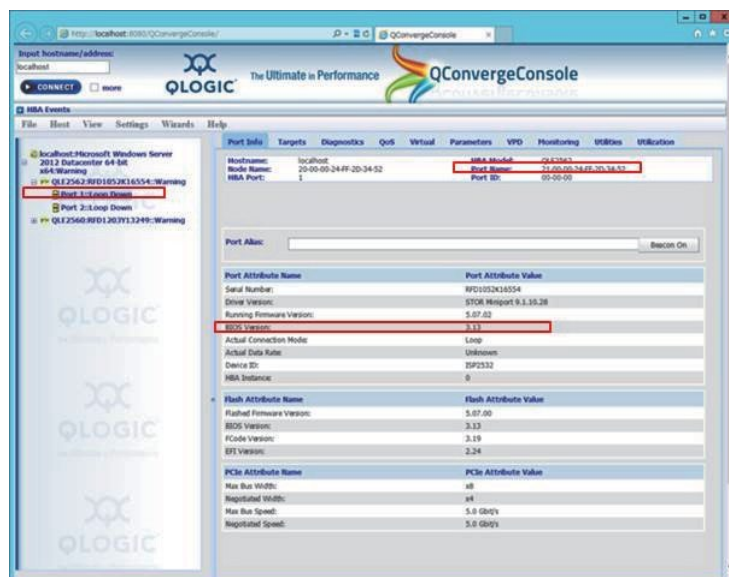 http://localhost:8080/QConvergeConsole/
QConvergeConsole
Input hostname/address:
localhost
CONNECT
more
QLOGIC
The Ultimate in Performance
QConvergeConsole
HBA Events
File Host View Settings Wizards Help
localhost:Microsoft Windows Server
2012 Datacenter 64-bit
x64:Warning
QLE2562:RFD1052K16554::Warning
Port 1::Loop Down
Port 2::Loop Down
QLE2560:RFD1203Y13249::Warning
Port Info Targets Diagnostics QoS Virtual Parameters VPD Monitoring Utilities Utilization
Hostname: localhost HBA Model: QLE2562
Node Name: 20-00-00-24-FF-2D-34-52 Port Name: 21-00-00-24-FF-2D-34-52
HBA Port: 1 Port ID: 00-00-00
Port Alias: Beacon On
Port Attribute Name Port Attribute Value
Serial Number: RFD1052K16554
Driver Version: STOR Miniport 9.1.10.28
Running Firmware Version: 5.07.02
BIOS Version: 3.13
Actual Connection Mode: Loop
Actual Data Rate: Unknown
Device ID: ISP2532
HBA Instance: 0
Flash Attribute Name Flash Attribute Value
Flashed Firmware Version: 5.07.00
BIOS Version: 3.13
FCode Version: 3.19
EFI Version: 2.24
PCIe Attribute Name PCIe Attribute Value
Max Bus Width: x8
Negotiated Width: x4
Max Bus Speed: 5.0 Gbit/s
Negotiated Speed: 5.0 Gbit/s
QLOGIC
QLOGIC
QLOGIC